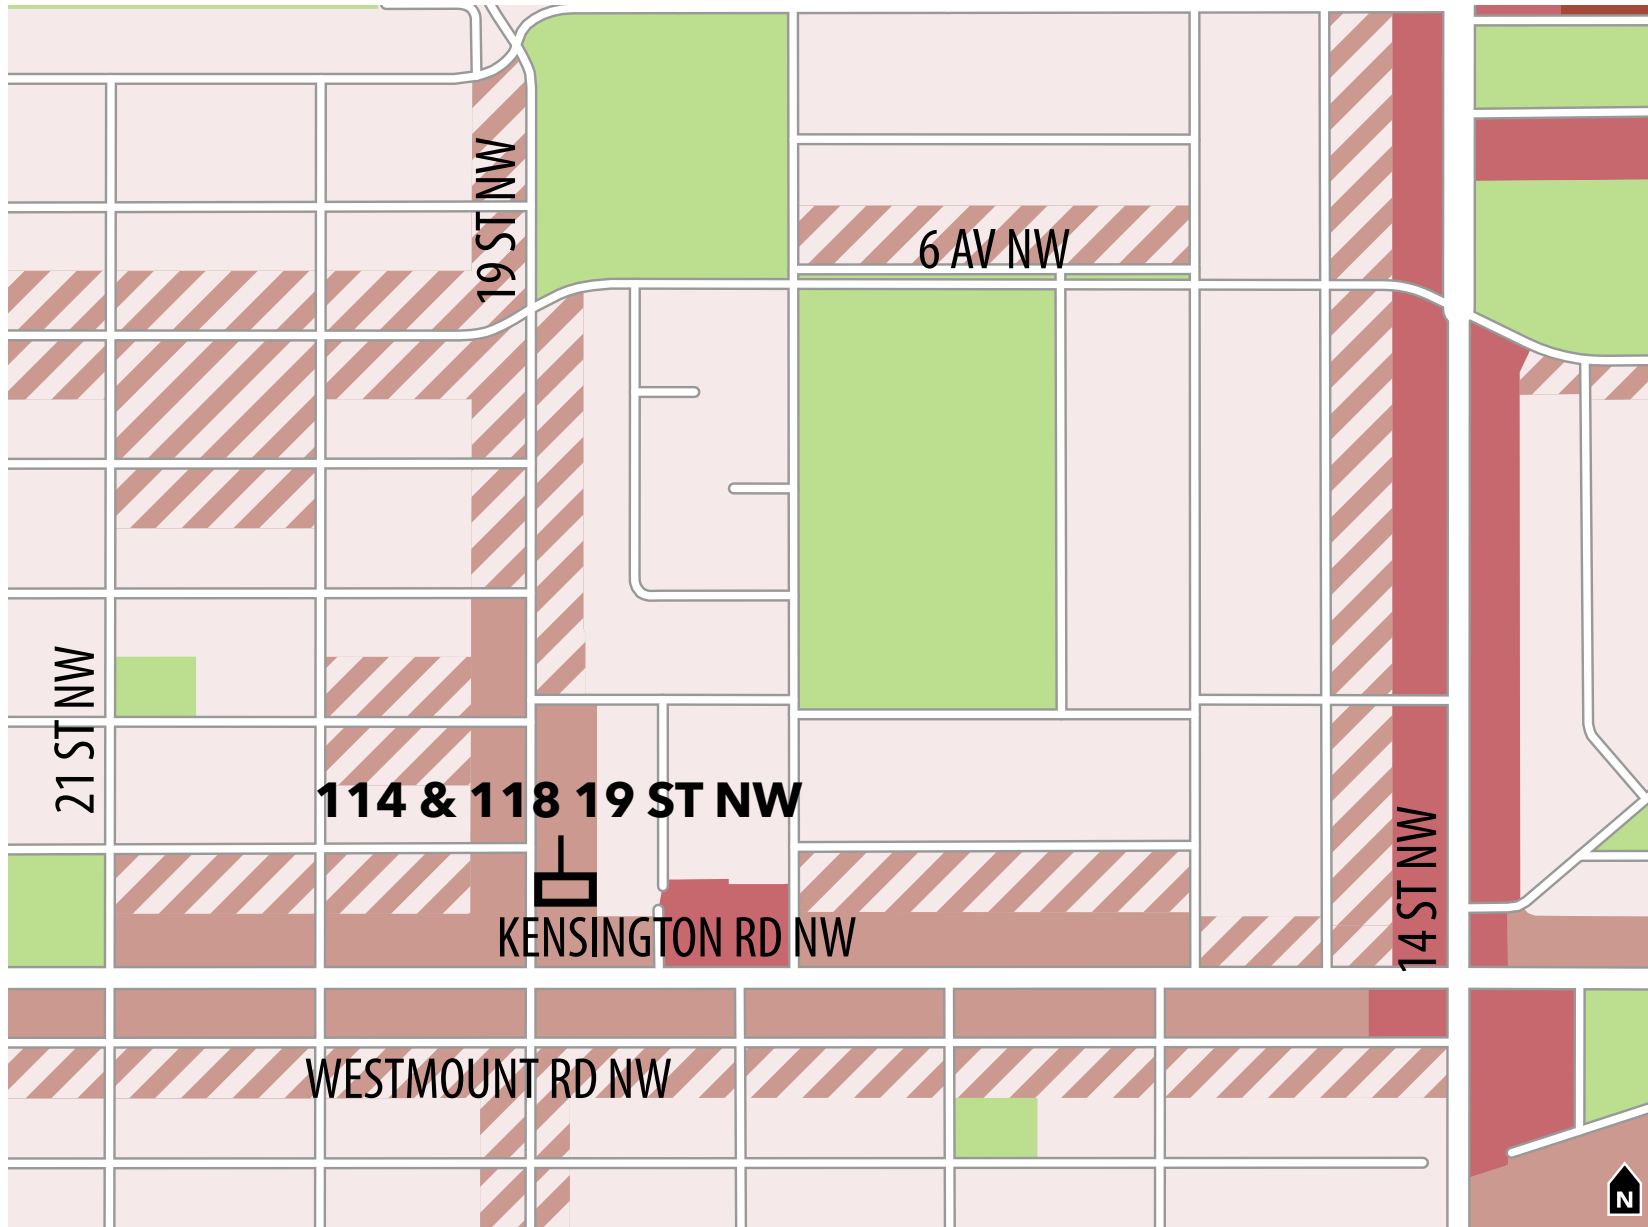 19 ST NW
6 AV NW
21 ST NW
114 & 118 19 ST NW
14 ST NW
KENSINGTON RD NW
WESTMOUNT RD NW
N